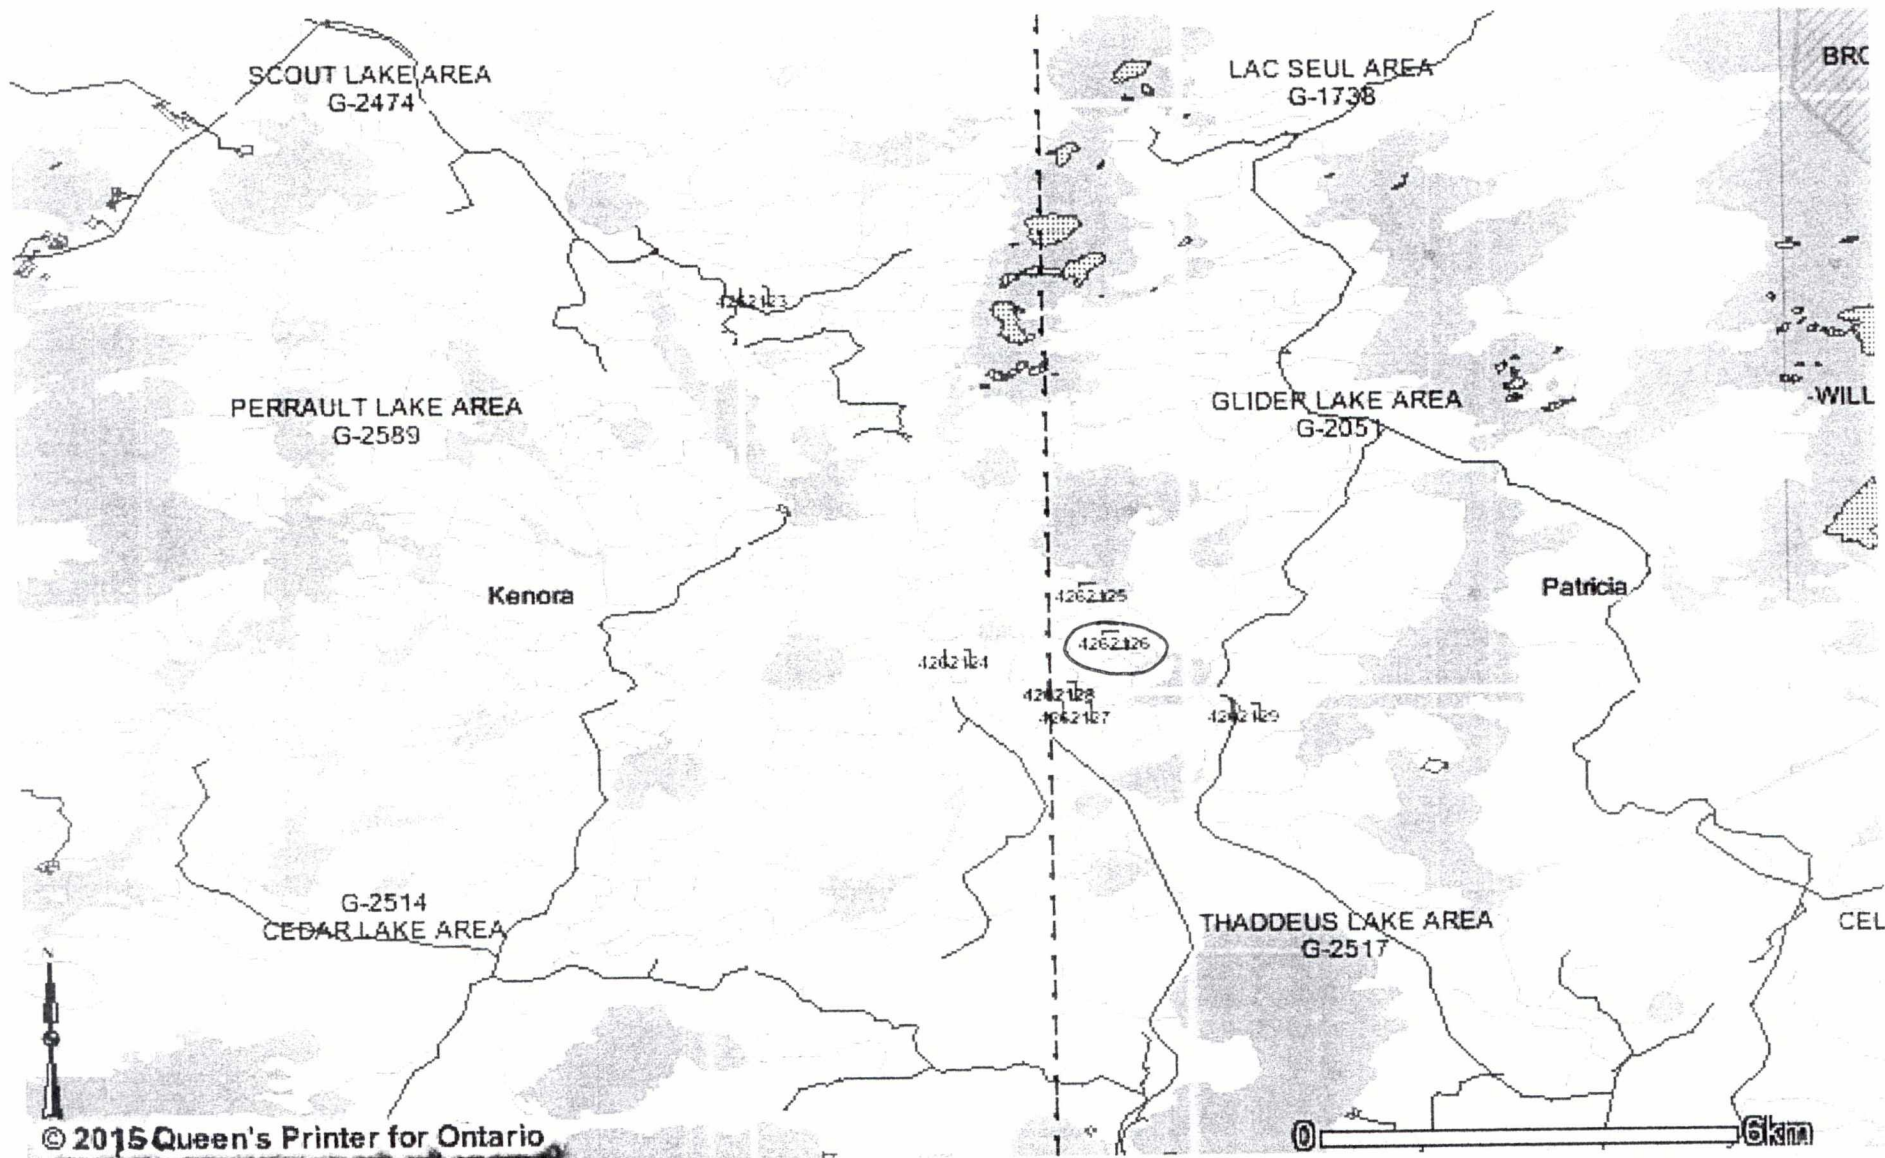 SCOUT LAKE AREA
G-2474
LAC SEUL AREA
G-1738
BRO
4262123
PERRAULT LAKE AREA
G-2589
GLIDER LAKE AREA
G-2051
-WILL
Kenora
4262125
Patricia
4262126
4262124
4262128
4262127
4262129
G-2514
CEDAR LAKE AREA
THADDEUS LAKE AREA
G-2517
CEL
N
© 2015 Queen's Printer for Ontario
0
6km